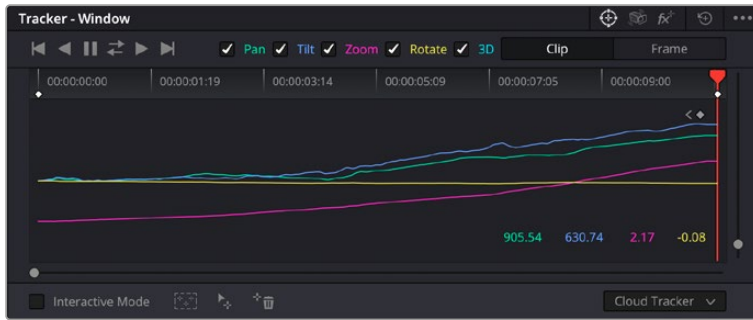 Tracker - Window
Pan Tilt Zoom Rotate 3D Clip Frame
00:00:00:00 00:00:01:19 00:00:03:14 00:00:05:09 00:00:07:05 00:00:09:00
905.54 630.74 2.17 -0.08
Interactive Mode Cloud Tracker